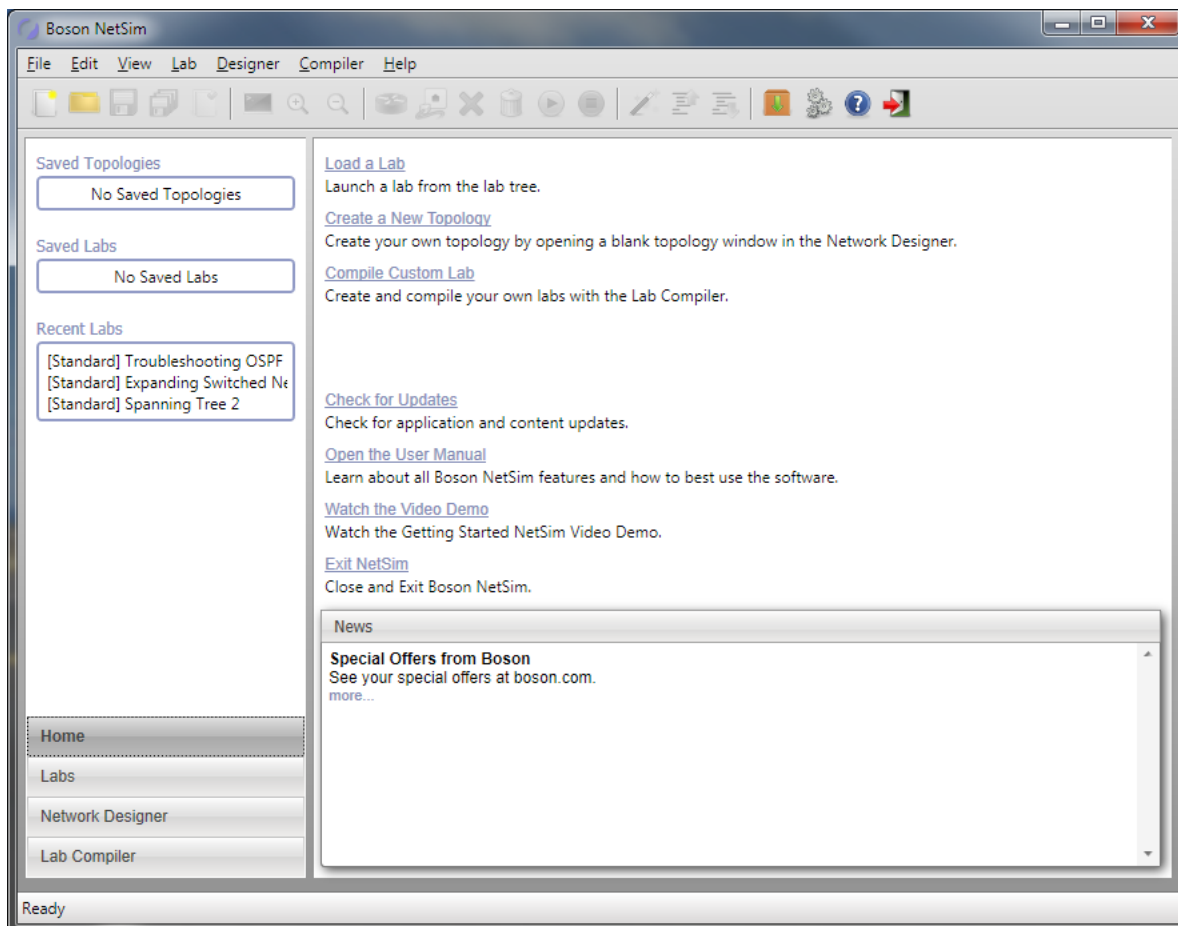 Boson NetSim
File Edit View Lab Designer Compiler Help
Saved Topologies
No Saved Topologies
Saved Labs
No Saved Labs
Recent Labs
[Standard] Troubleshooting OSPF
[Standard] Expanding Switched Ne
[Standard] Spanning Tree 2
Home
Labs
Network Designer
Lab Compiler
Load a Lab
Launch a lab from the lab tree.
Create a New Topology
Create your own topology by opening a blank topology window in the Network Designer.
Compile Custom Lab
Create and compile your own labs with the Lab Compiler.
Check for Updates
Check for application and content updates.
Open the User Manual
Learn about all Boson NetSim features and how to best use the software.
Watch the Video Demo
Watch the Getting Started NetSim Video Demo.
Exit NetSim
Close and Exit Boson NetSim.
News
Special Offers from Boson
See your special offers at boson.com.
more...
Ready